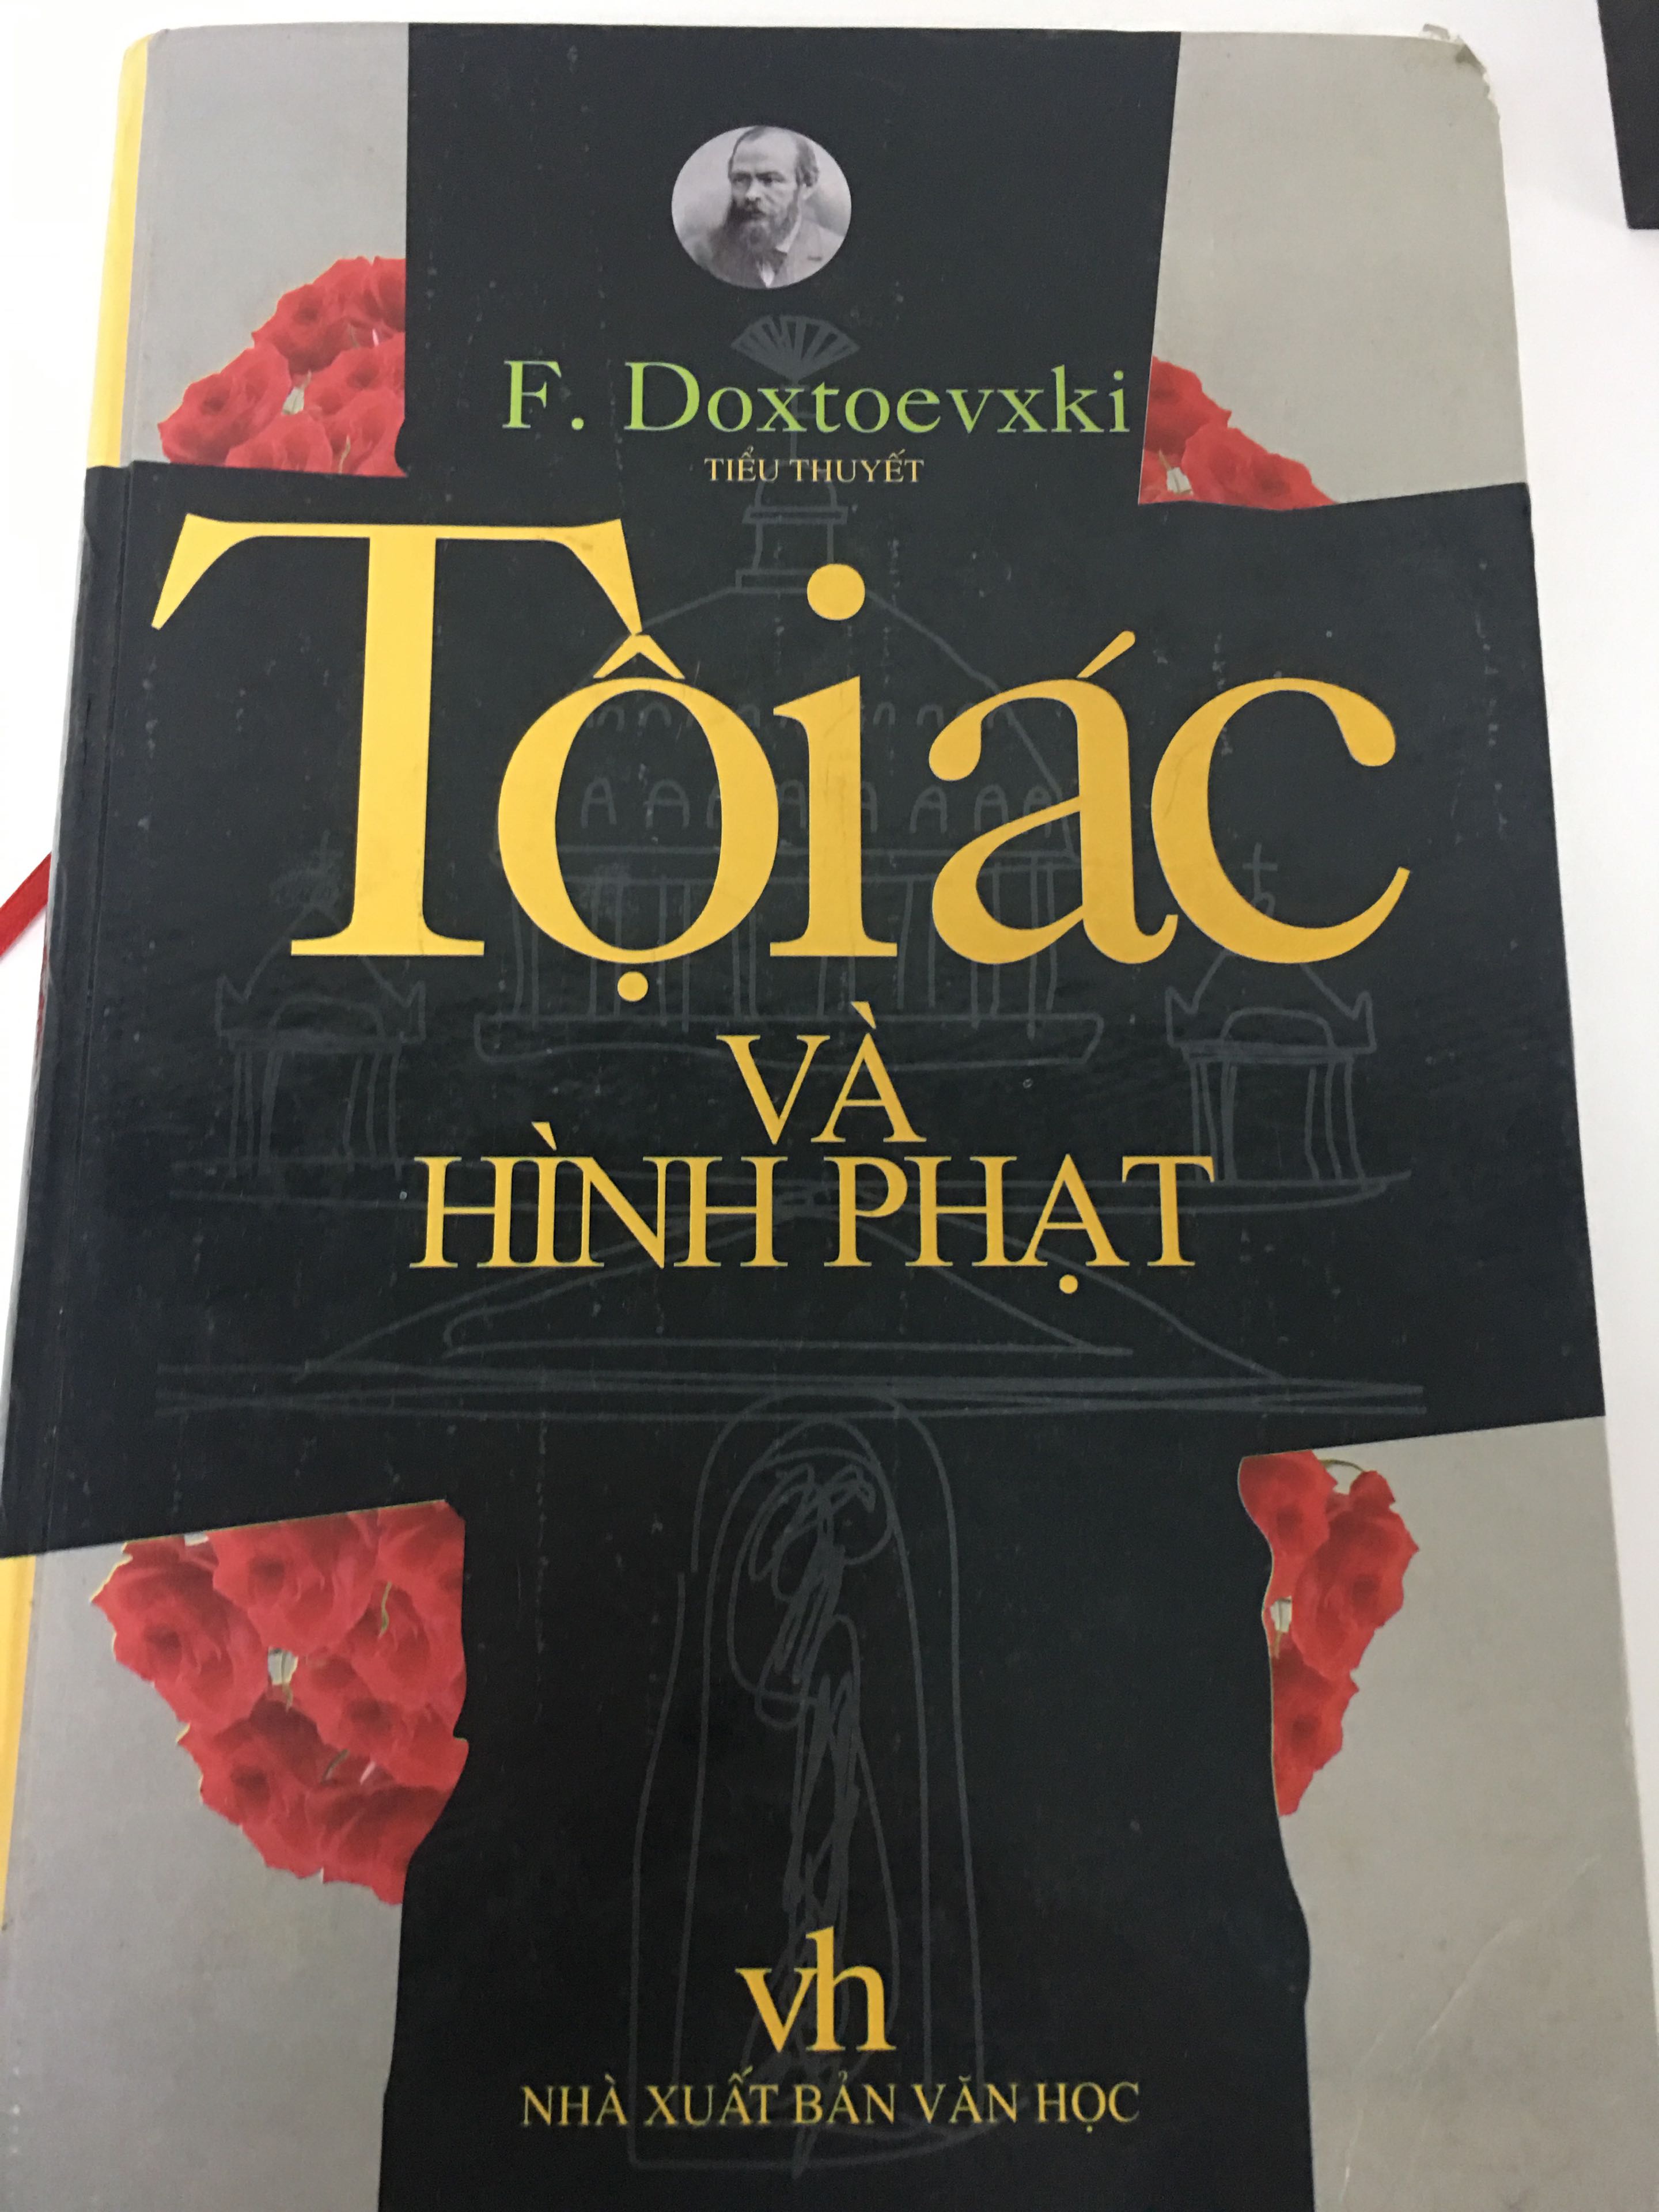 F. Doxtoevxki
TIỂU THUYẾT
Tội ác
VÀ
HÌNH PHẠT
vh
NHÀ XUẤT BẢN VĂN HỌC